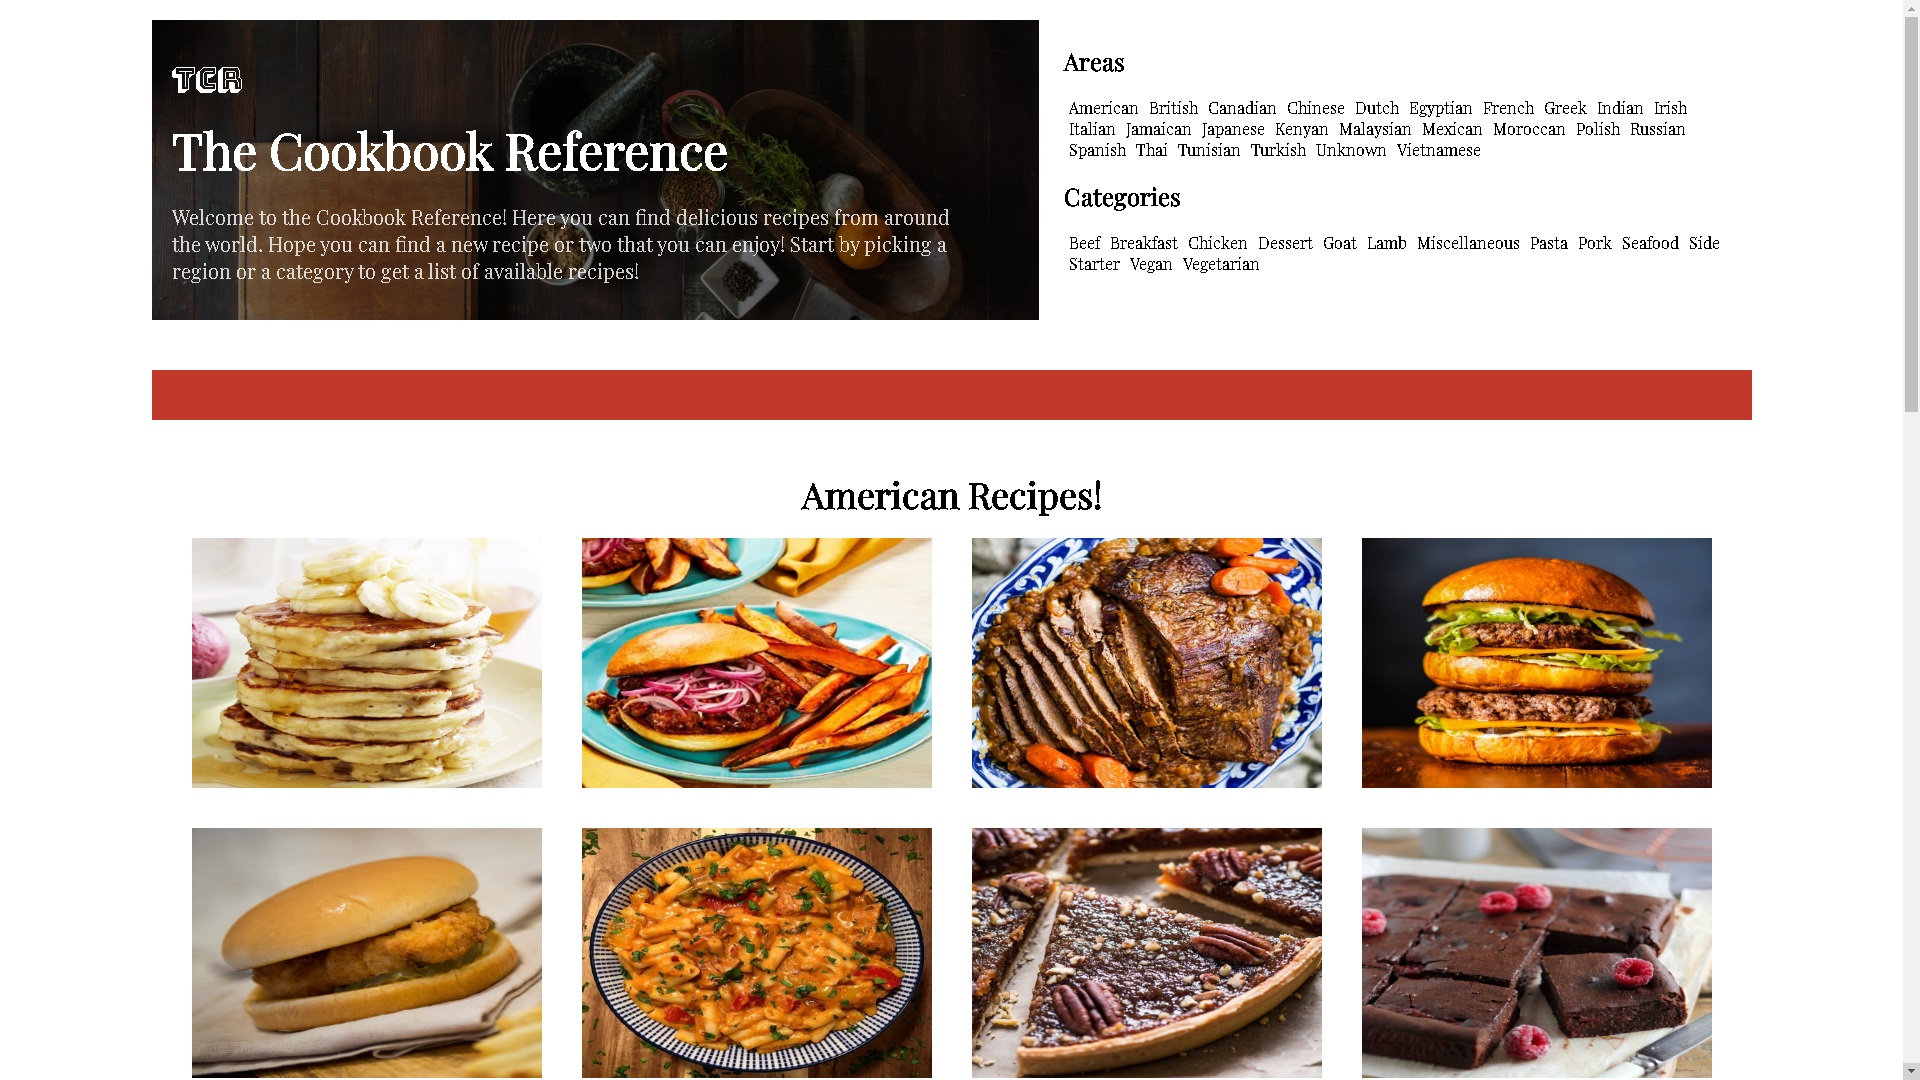 TCR
The Cookbook Reference
Welcome to the Cookbook Reference! Here you can find delicious recipes from around
the world. Hope you can find a new recipe or two that you can enjoy! Start by picking a
region or a category to get a list of available recipes!
Areas
American British Canadian Chinese Dutch Egyptian French Greek Indian Irish
Italian Jamaican Japanese Kenyan Malaysian Mexican Moroccan Polish Russian
Spanish Thai Tunisian Turkish Unknown Vietnamese
Categories
Beef Breakfast Chicken Dessert Goat Lamb Miscellaneous Pasta Pork Seafood Side
Starter Vegan Vegetarian
American Recipes!